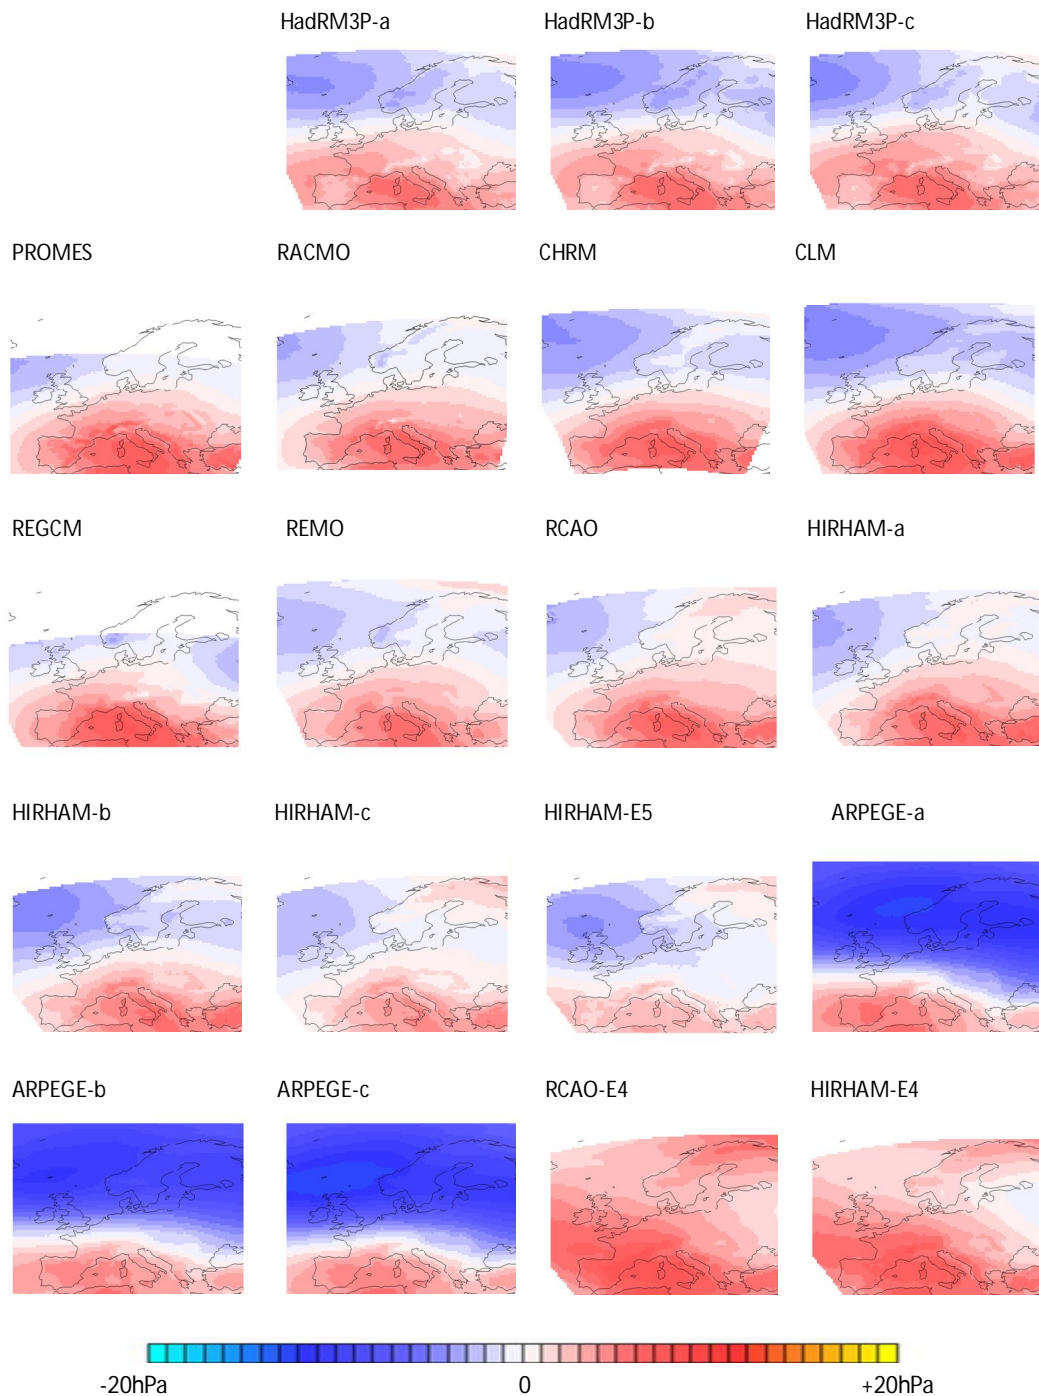 HadRM3P-a HadRM3P-b HadRM3P-c
PROMES RACMO CHRM CLM
REGCM REMO RCAO HIRHAM-a
HIRHAM-b HIRHAM-c HIRHAM-E5 ARPEGE-a
ARPEGE-b ARPEGE-c RCAO-E4 HIRHAM-E4
-20hPa 0 +20hPa